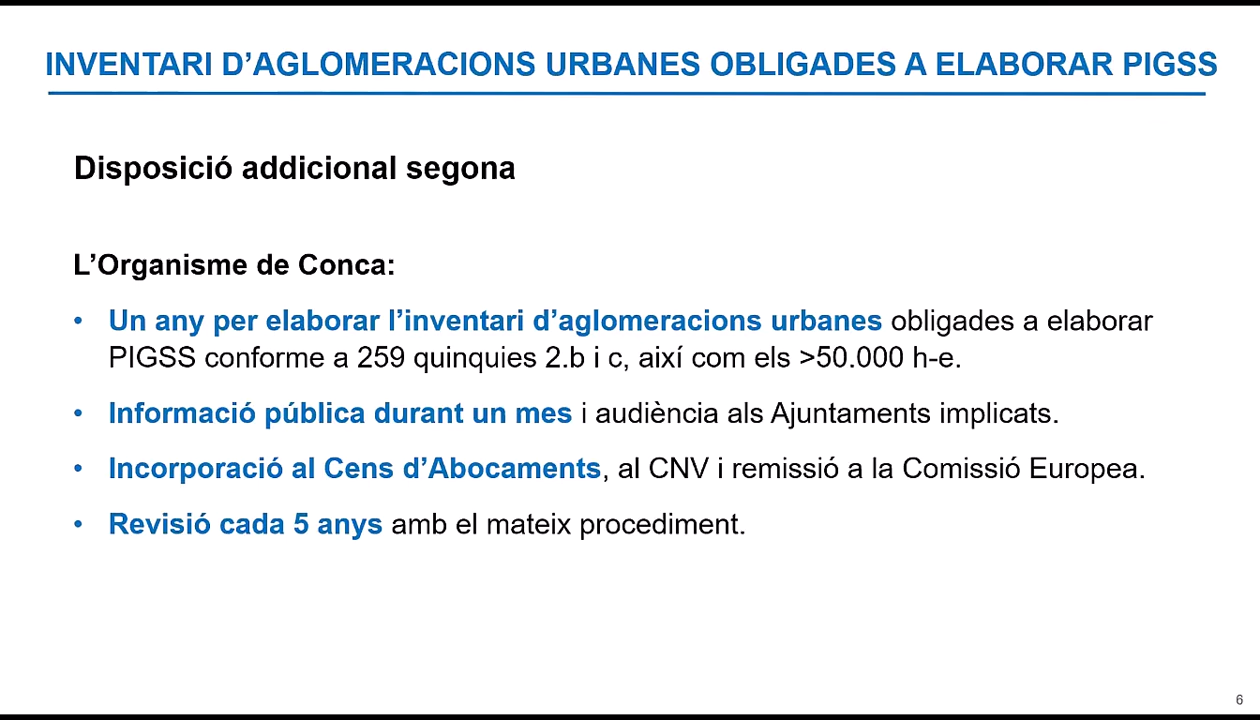 INVENTARI D’AGLOMERACIONS URBANES OBLIGADES A ELABORAR PIGSS
Disposició addicional segona
L’Organisme de Conca:
• Un any per elaborar l’inventari d’aglomeracions urbanes obligades a elaborar
PIGSS conforme a 259 quinquies 2.b i c, així com els >50.000 h-e.
• Informació pública durant un mes i audiència als Ajuntaments implicats.
• Incorporació al Cens d’Abocaments, al CNV i remissió a la Comissió Europea.
• Revisió cada 5 anys amb el mateix procediment.
6